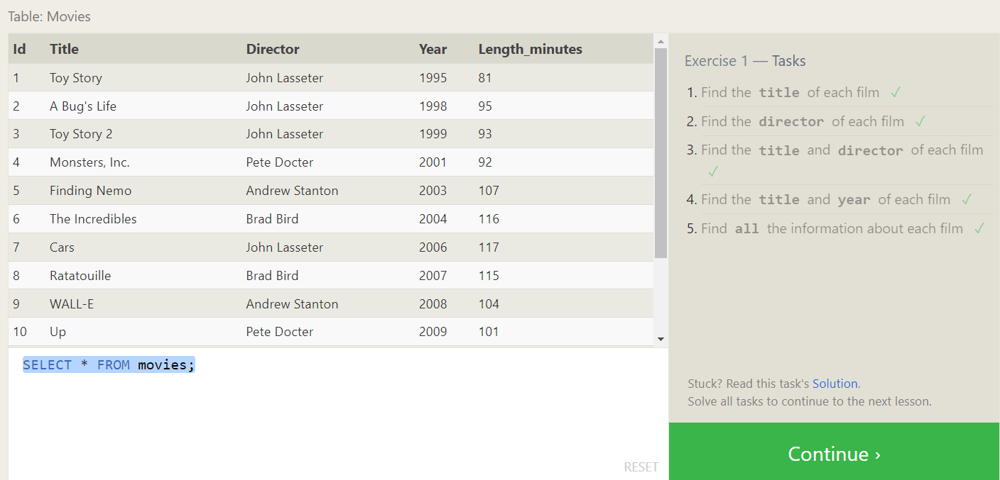 Table: Movies
Id Title Director Year Length_minutes
1 Toy Story John Lasseter 1995 81
2 A Bug's Life John Lasseter 1998 95
3 Toy Story 2 John Lasseter 1999 93
4 Monsters, Inc. Pete Docter 2001 92
5 Finding Nemo Andrew Stanton 2003 107
6 The Incredibles Brad Bird 2004 116
7 Cars John Lasseter 2006 117
8 Ratatouille Brad Bird 2007 115
9 WALL-E Andrew Stanton 2008 104
10 Up Pete Docter 2009 101
SELECT * FROM movies;
RESET
Exercise 1 — Tasks
1. Find the title of each film ✓
2. Find the director of each film ✓
3. Find the title and director of each film
✓
4. Find the title and year of each film ✓
5. Find all the information about each film ✓
Stuck? Read this task's Solution.
Solve all tasks to continue to the next lesson.
Continue ›